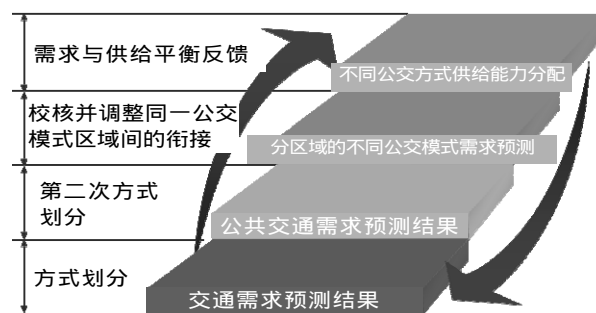 需求与供给平衡反馈
不同公交方式供给能力分配
校核并调整同一公交
模式区域间的衔接
分区域的不同公交模式需求预测
第二次方式
划分
公共交通需求预测结果
方式划分
交通需求预测结果